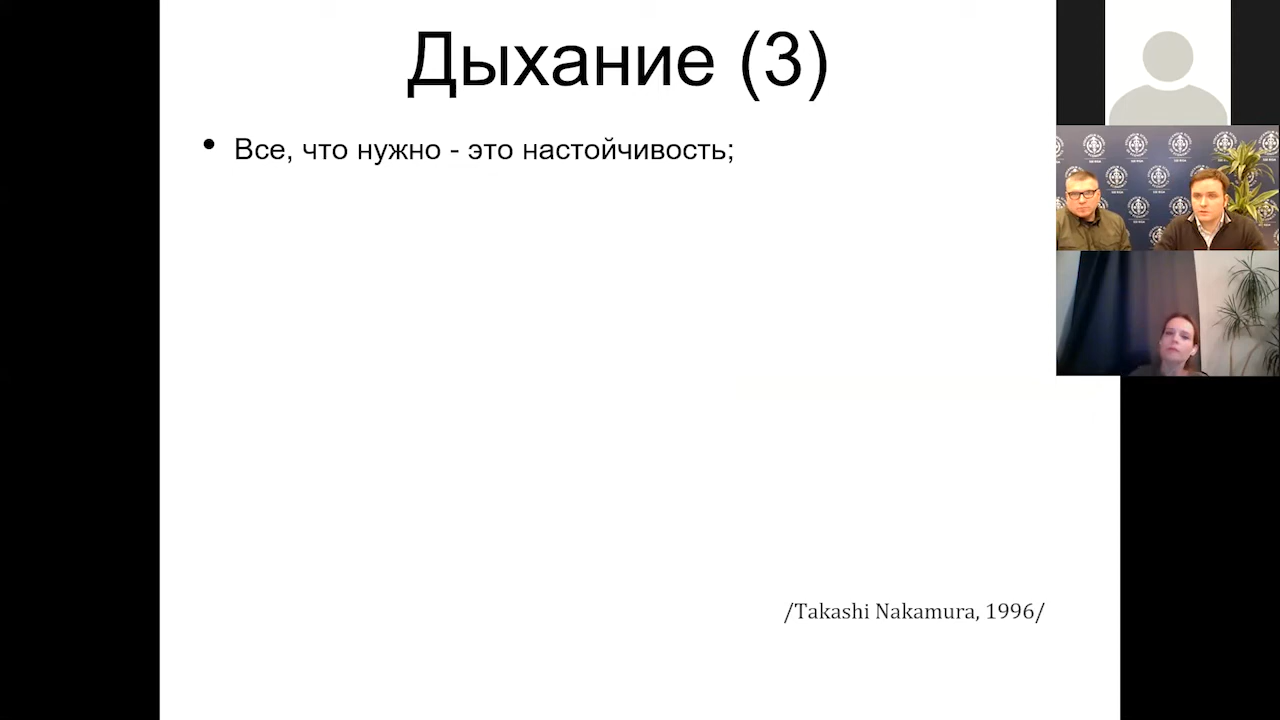 Дыхание (3)
• Все, что нужно - это настойчивость;
/Takashi Nakamura, 1996/